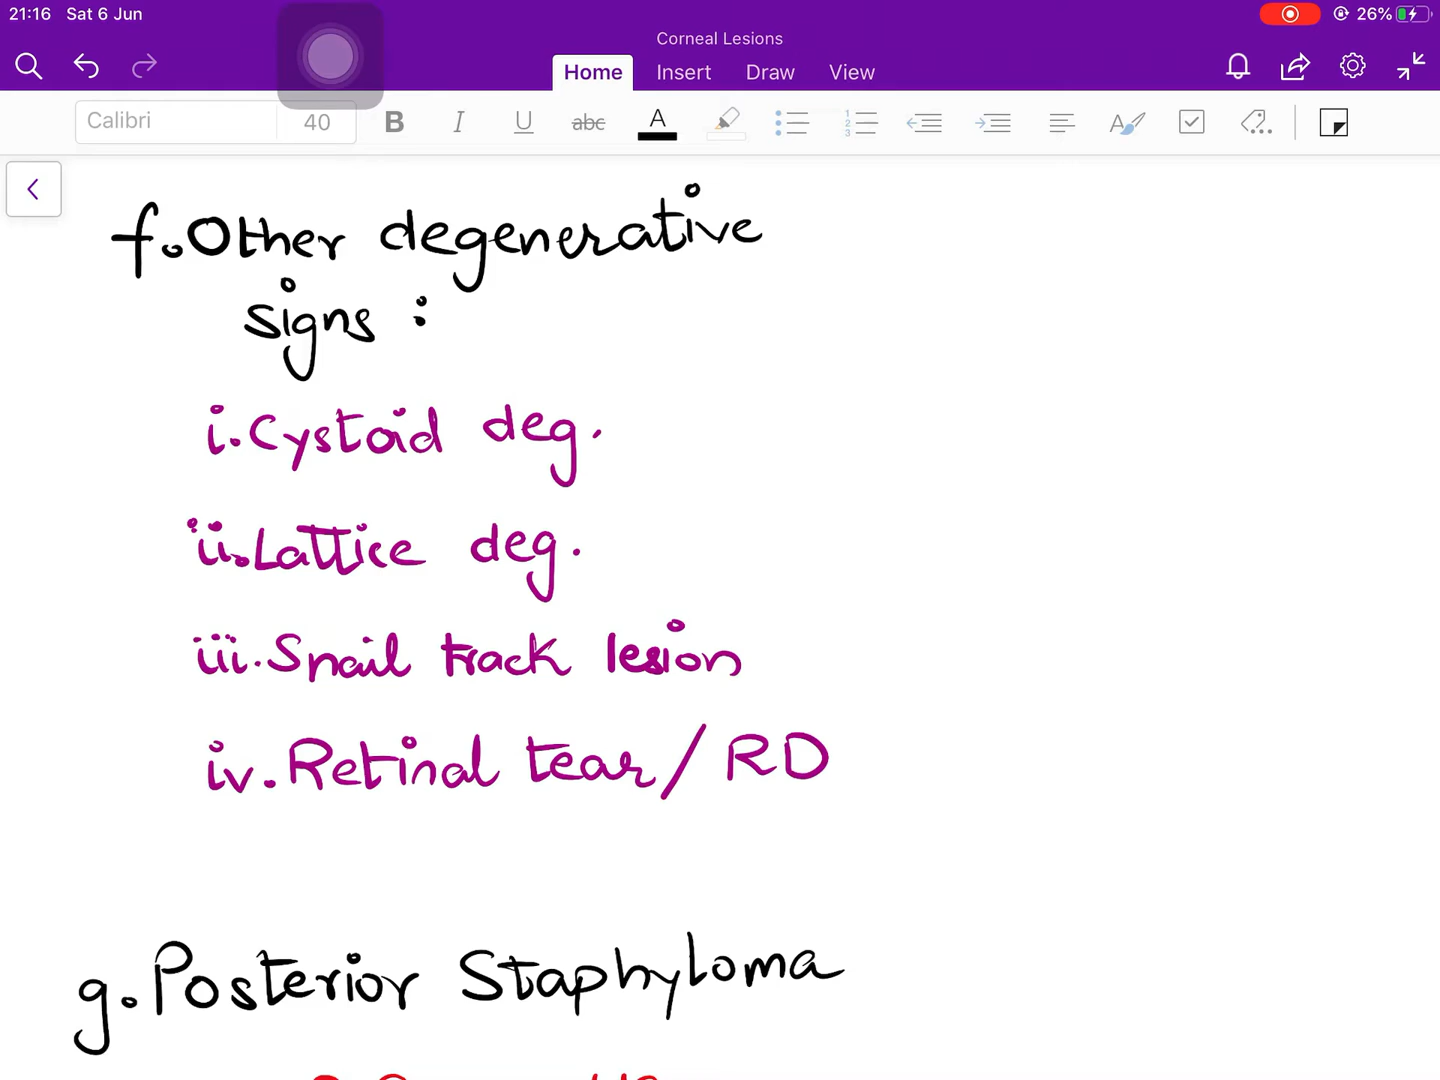 21:16 Sat 6 Jun 26%
Corneal Lesions
Home Insert Draw View
Calibri 40 B I U abc A
f. Other degenerative
signs :
i. Cystoid deg.
ii. Lattice deg.
iii. Snail track lesion
iv. Retinal tear / RD
g. Posterior Staphyloma